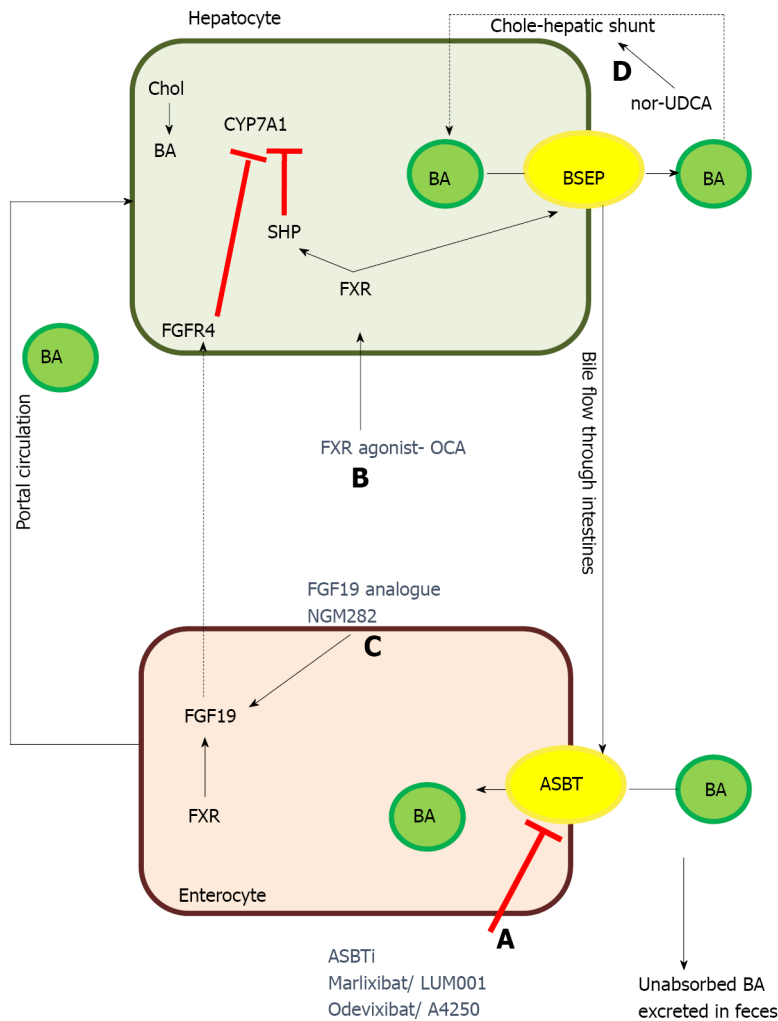 Hepatocyte
Chole-hepatic shunt
D
nor-UDCA
Chol
CYP7A1
BA
BA
BSEP
BA
SHP
FXR
FGFR4
BA
Portal circulation
Bile flow through intestines
FXR agonist- OCA
B
FGF19 analogue
NGM282
C
FGF19
ASBT
BA
BA
FXR
Enterocyte
A
ASBTi
Marlixibat/ LUM001
Odevixibat/ A4250
Unabsorbed BA
excreted in feces